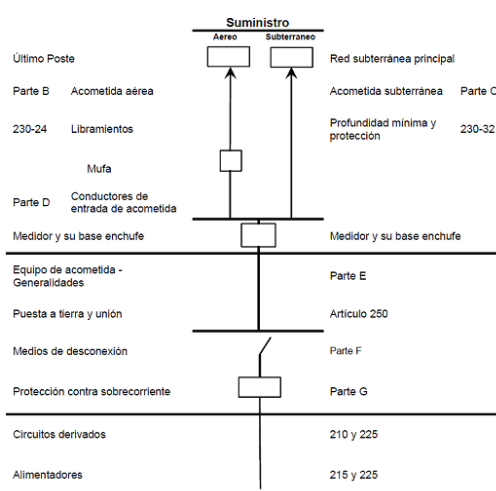 Suministro
Aereo Subterraneo
Último Poste Red subterránea principal
Parte B Acometida aérea Acometida subterránea Parte C
230-24 Libramientos Profundidad mínima y
protección 230-32
Mufa
Parte D Conductores de
entrada de acometida
Medidor y su base enchufe Medidor y su base enchufe
Equipo de acometida -
Generalidades Parte E
Puesta a tierra y unión Artículo 250
Medios de desconexión Parte F
Protección contra sobrecorriente Parte G
Circuitos derivados 210 y 225
Alimentadores 215 y 225